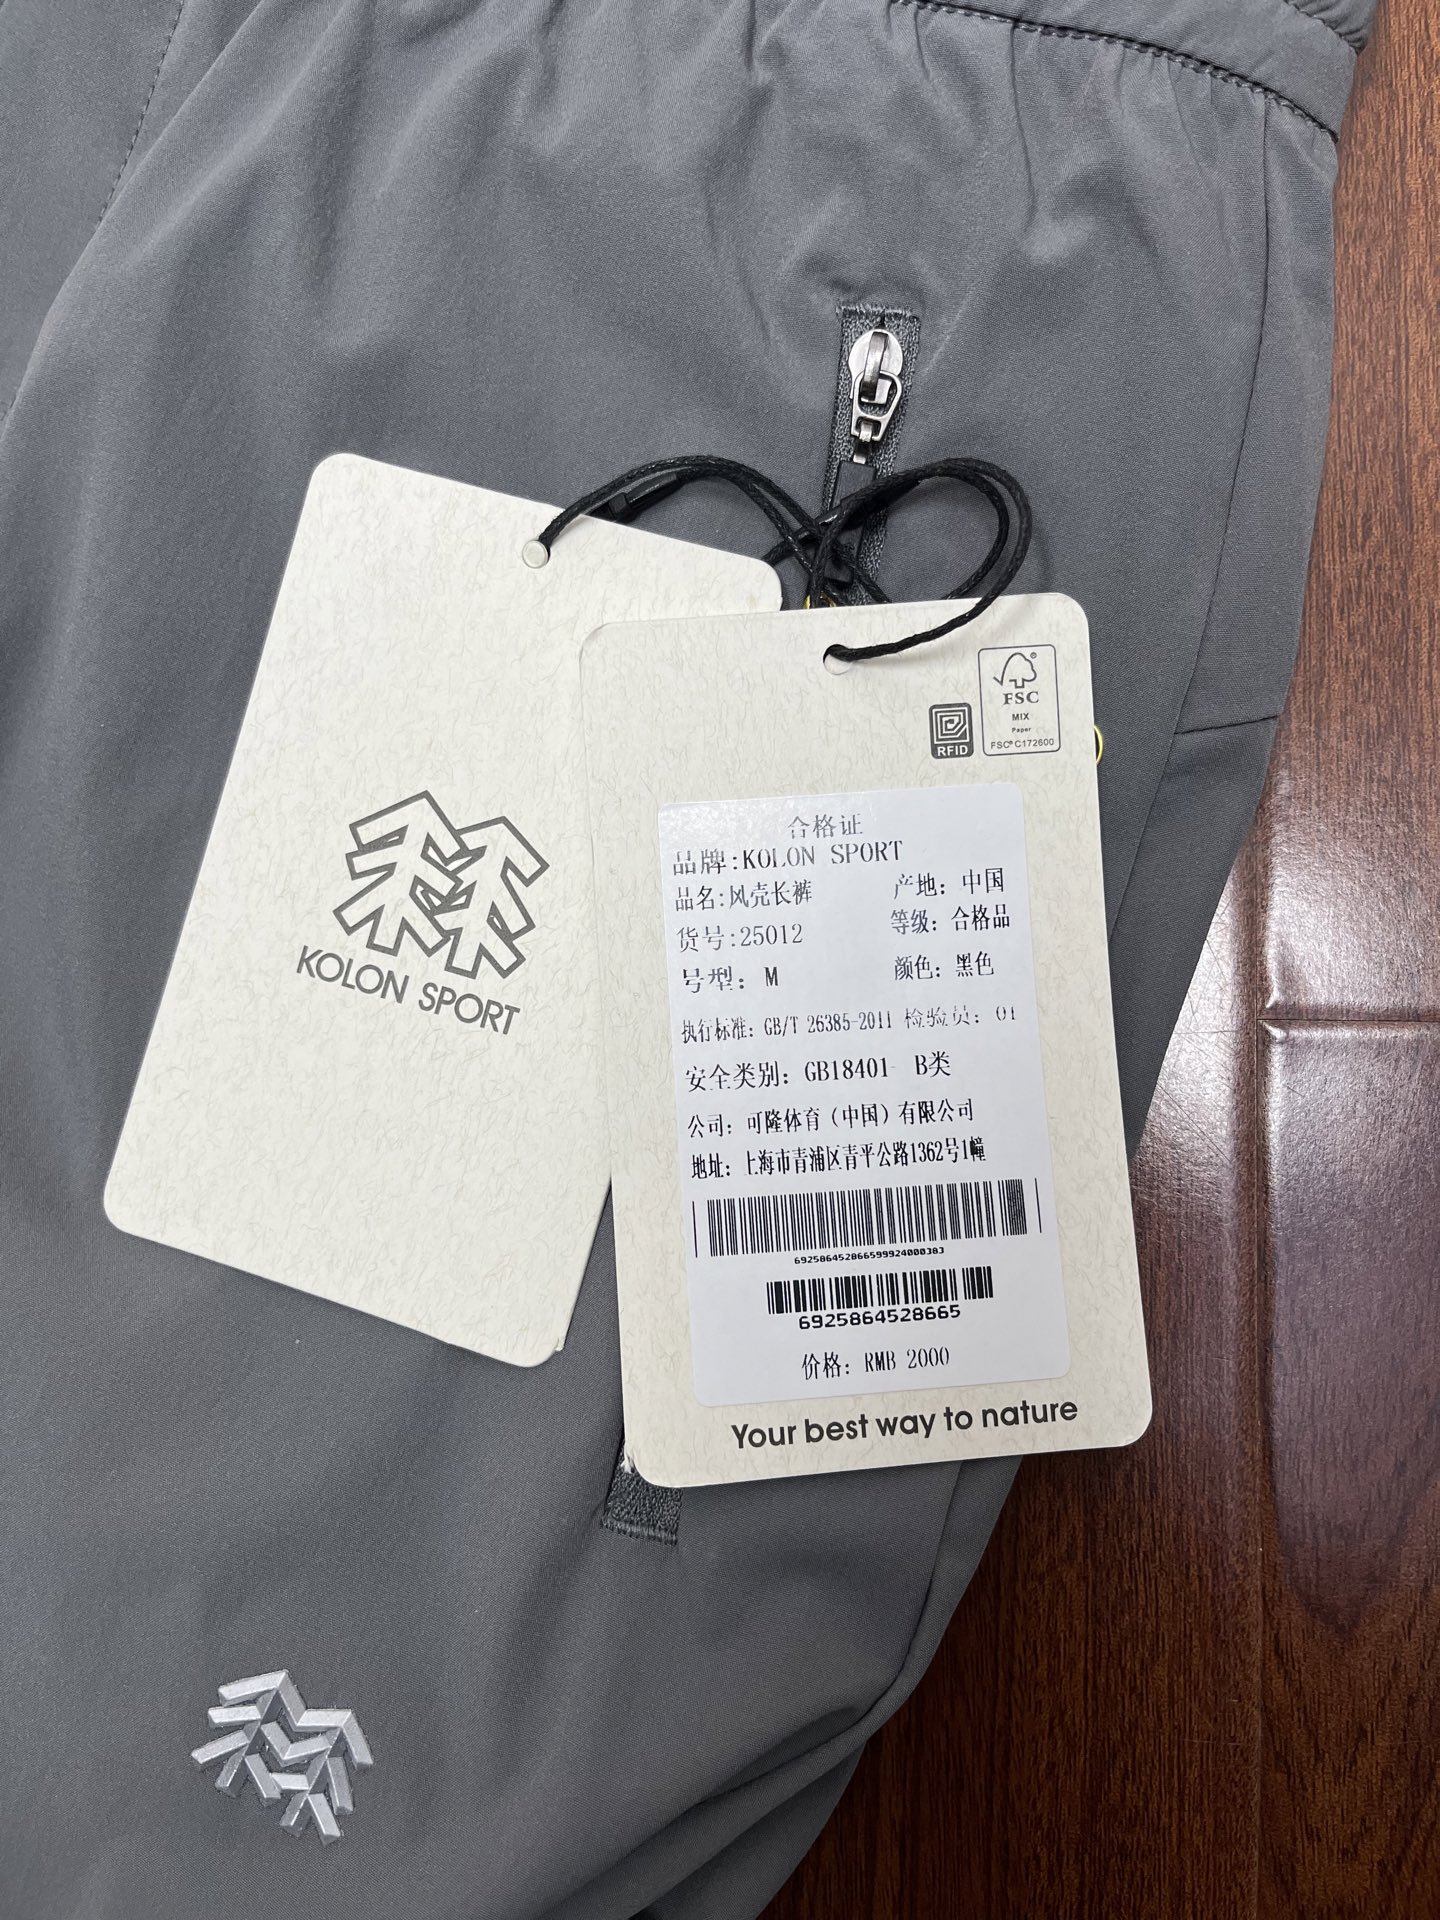 KOLON SPORT
FSC
MIX
Paper
FSC® C172600
RFID
合格证
品牌:KOLON SPORT
品名:风壳长裤 产地: 中国
货号:25012 等级: 合格品
号型: M 颜色: 黑色
执行标准: GB/T 26385-2011 检验员: 01
安全类别: GB18401- B类
公司: 可隆体育（中国）有限公司
地址: 上海市青浦区青平公路1362号1幢
692586452866599924000383
6925864528665
价格: RMB 2000
Your best way to nature